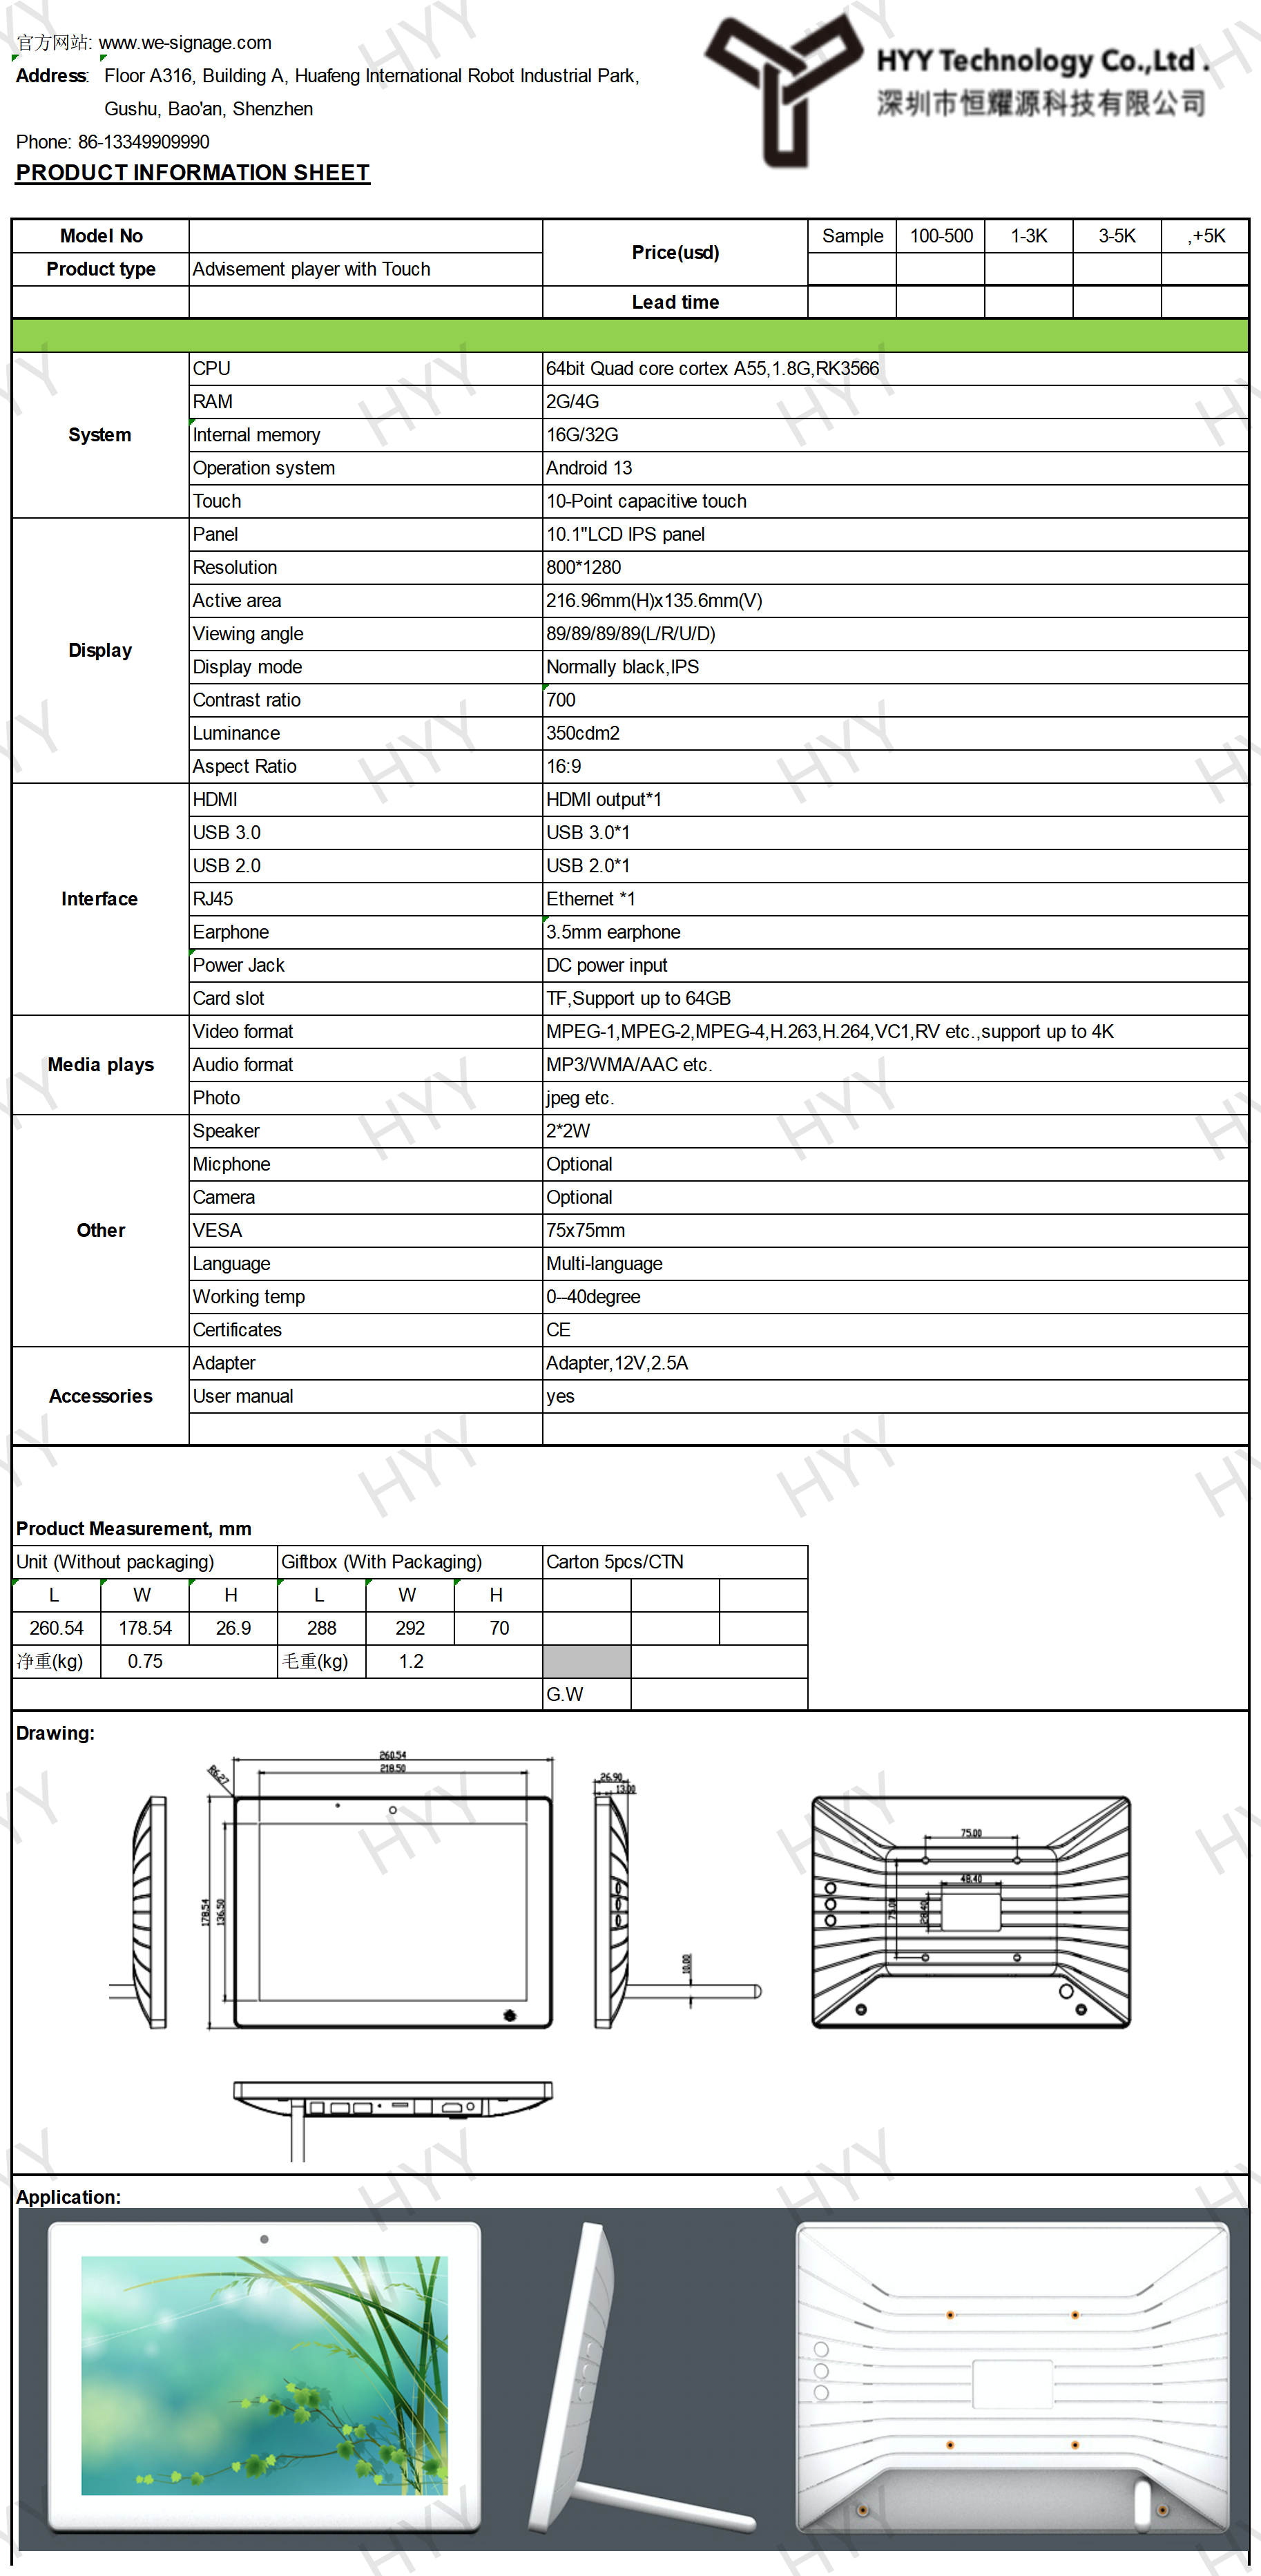 官方网站: www.we-signage.com
Address: Floor A316, Building A, Huafeng International Robot Industrial Park,
Gushu, Bao'an, Shenzhen
Phone: 86-13349909990
PRODUCT INFORMATION SHEET
HYY Technology Co.,Ltd .
深圳市恒耀源科技有限公司
Model No
Price(usd) Sample 100-500 1-3K 3-5K ,+5K
Product type Advisement player with Touch
Lead time
System
CPU 64bit Quad core cortex A55,1.8G,RK3566
RAM 2G/4G
Internal memory 16G/32G
Operation system Android 13
Touch 10-Point capacitive touch
Display
Panel 10.1"LCD IPS panel
Resolution 800*1280
Active area 216.96mm(H)x135.6mm(V)
Viewing angle 89/89/89/89(L/R/U/D)
Display mode Normally black,IPS
Contrast ratio 700
Luminance 350cdm2
Aspect Ratio 16:9
Interface
HDMI HDMI output*1
USB 3.0 USB 3.0*1
USB 2.0 USB 2.0*1
RJ45 Ethernet *1
Earphone 3.5mm earphone
Power Jack DC power input
Card slot TF,Support up to 64GB
Media plays
Video format MPEG-1,MPEG-2,MPEG-4,H.263,H.264,VC1,RV etc.,support up to 4K
Audio format MP3/WMA/AAC etc.
Photo jpeg etc.
Other
Speaker 2*2W
Micphone Optional
Camera Optional
VESA 75x75mm
Language Multi-language
Working temp 0--40degree
Certificates CE
Accessories
Adapter Adapter,12V,2.5A
User manual yes
Product Measurement, mm
Unit (Without packaging) Giftbox (With Packaging) Carton 5pcs/CTN
L W H L W H
260.54 178.54 26.9 288 292 70
净重(kg) 0.75 毛重(kg) 1.2
G.W
Drawing:
260.54
218.50
R6.27
178.54
136.50
26.90
13.00
10.00
75.00
48.40
75.00
28.40
Application:
HYY